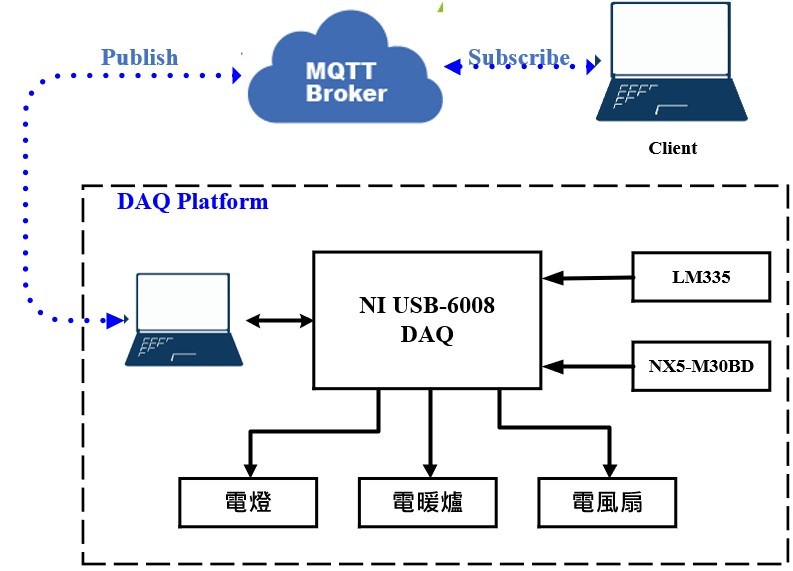 Publish
MQTT
Broker
Subscribe
Client
DAQ Platform
NI USB-6008
DAQ
LM335
NX5-M30BD
電燈
電暖爐
電風扇